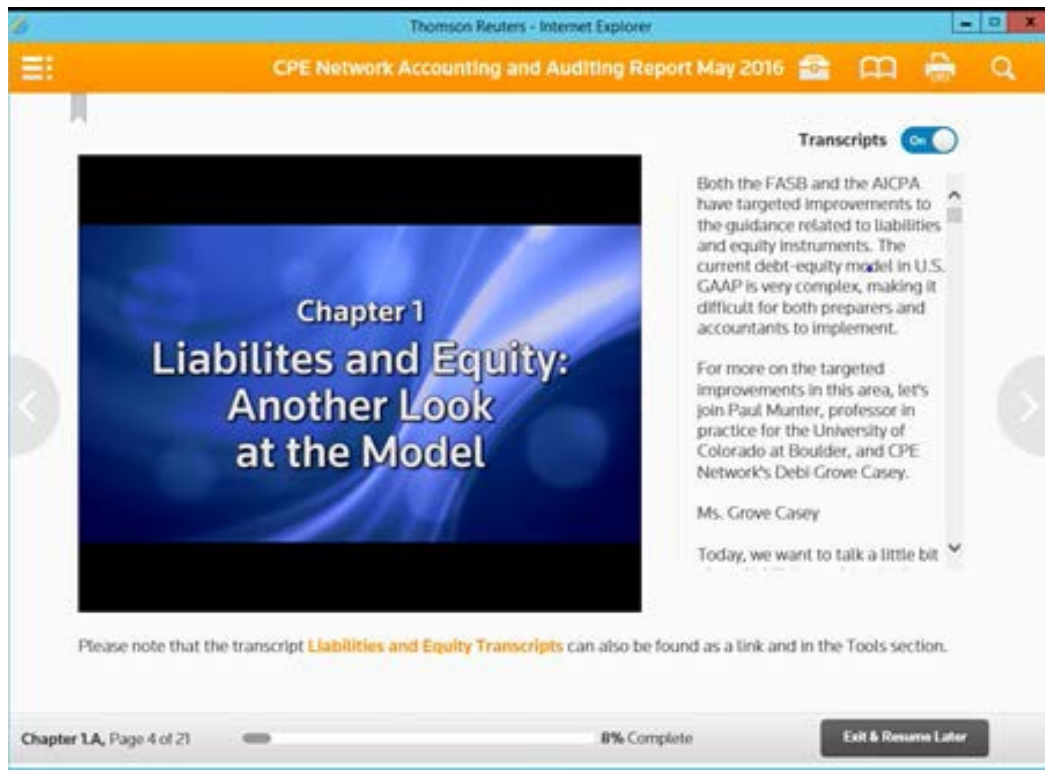 Thomson Reuters - Internet Explorer
CPE Network Accounting and Auditing Report May 2016
Transcripts On
Chapter 1
Liabilites and Equity:
Another Look
at the Model
Both the FASB and the AICPA
have targeted improvements to
the guidance related to liabilities
and equity instruments. The
current debt-equity model in U.S.
GAAP is very complex, making it
difficult for both preparers and
accountants to implement.
For more on the targeted
improvements in this area, let's
join Paul Munter, professor in
practice for the University of
Colorado at Boulder, and CPE
Network's Debi Grove Casey.
Ms. Grove Casey
Today, we want to talk a little bit
Please note that the transcript Liabilities and Equity Transcripts can also be found as a link and in the Tools section.
Chapter 1.A, Page 4 of 21
8% Complete
Exit & Resume Later